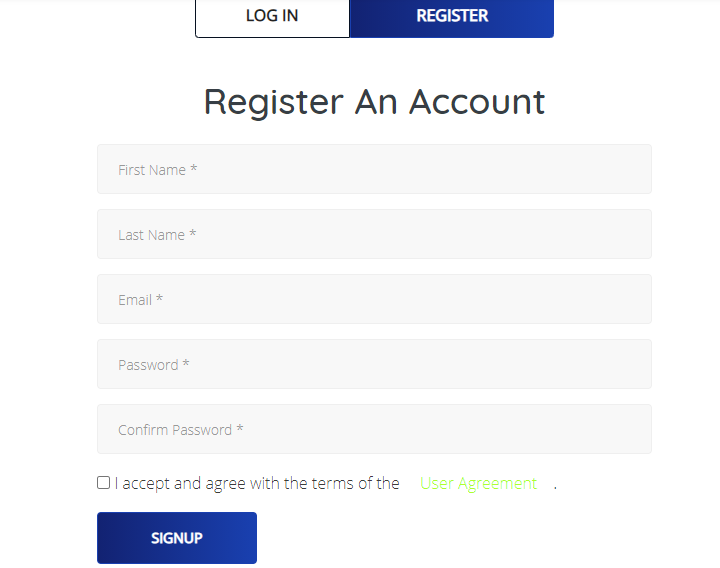 LOG IN REGISTER
Register An Account
First Name *
Last Name *
Email *
Password *
Confirm Password *
I accept and agree with the terms of the User Agreement .
SIGNUP